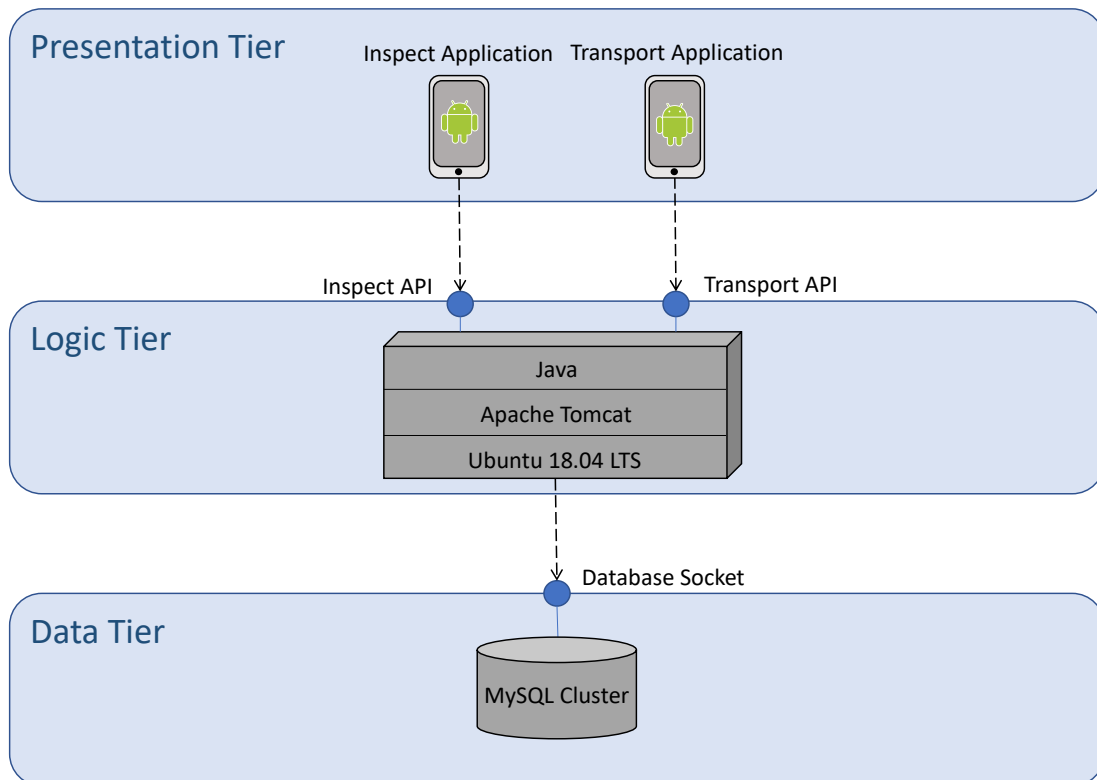 Presentation Tier
Inspect Application
Transport Application
Inspect API
Transport API
Logic Tier
Java
Apache Tomcat
Ubuntu 18.04 LTS
Database Socket
Data Tier
MySQL Cluster